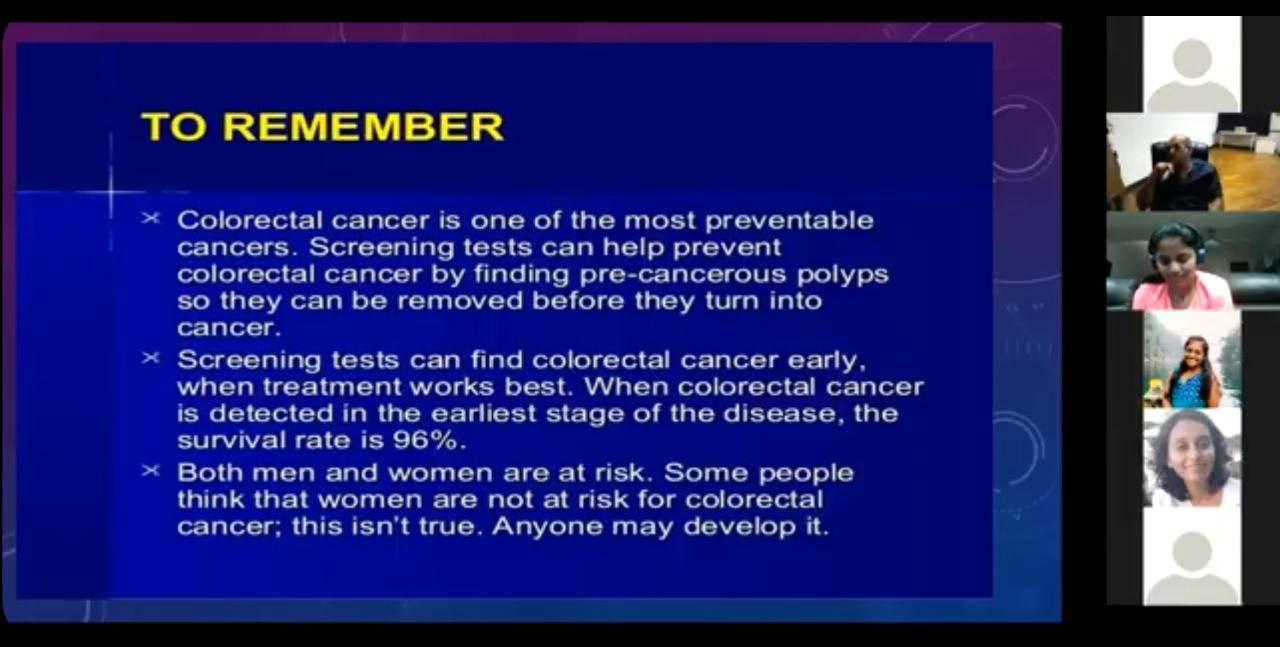 TO REMEMBER
Colorectal cancer is one of the most preventable
cancers. Screening tests can help prevent
colorectal cancer by finding pre-cancerous polyps
so they can be removed before they turn into
cancer.
Screening tests can find colorectal cancer early,
when treatment works best. When colorectal cancer
is detected in the earliest stage of the disease, the
survival rate is 96%.
Both men and women are at risk. Some people
think that women are not at risk for colorectal
cancer; this isn't true. Anyone may develop it.